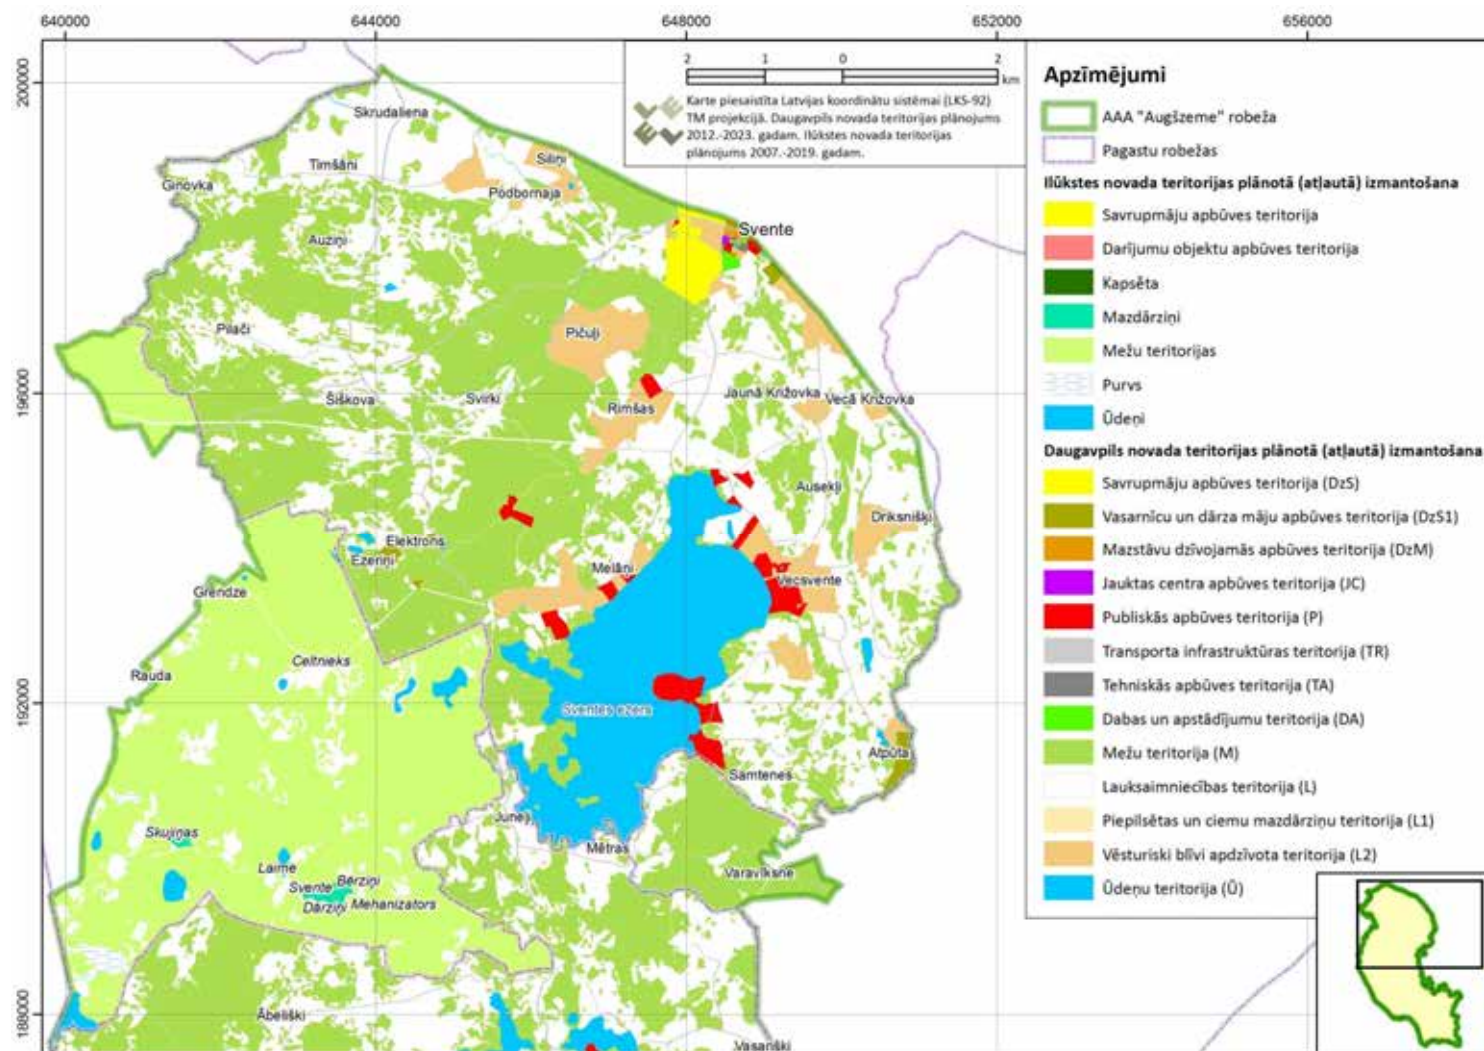 640000
644000
648000
652000
656000
200000
196000
192000
188000
2 1 0 2
km
Karte piesaistīta Latvijas koordinātu sistēmai (LKS-92)
TM projekcijā. Daugavpils novada teritorijas plānojums
2012.-2023. gadam. Ilūkstes novada teritorijas
plānojums 2007.-2019. gadam.
Apzīmējumi
AAA "Augšzeme" robeža
Pagastu robežas
Ilūkstes novada teritorijas plānotā (atļautā) izmantošana
Savrupmāju apbūves teritorija
Darījumu objektu apbūves teritorija
Kapsēta
Mazdārziņi
Mežu teritorijas
Purvs
Ūdeņi
Daugavpils novada teritorijas plānotā (atļautā) izmantošana
Savrupmāju apbūves teritorija (DzS)
Vasarnīcu un dārza māju apbūves teritorija (DzS1)
Mazstāvu dzīvojamās apbūves teritorija (DzM)
Jauktas centra apbūves teritorija (JC)
Publiskās apbūves teritorija (P)
Transporta infrastruktūras teritorija (TR)
Tehniskās apbūves teritorija (TA)
Dabas un apstādījumu teritorija (DA)
Mežu teritorija (M)
Lauksaimniecības teritorija (L)
Piepilsētas un ciemu mazdārziņu teritorija (L1)
Vēsturiski blīvi apdzīvota teritorija (L2)
Ūdeņu teritorija (Ū)
Skrudaliena
Timšāni
Siliņi
Ginovka
Podbornaja
Auziņi
Svente
Pilači
Pičuļi
Šiškova
Svirki
Rimšas
Jaunā Križovka
Vecā Križovka
Ausekļi
Driksnišķi
Elektrons
Ezeriņi
Melāni
Vecsvente
Grendze
Celtnieks
Rauda
Sventes ezers
Atpūta
Samtenes
Juneļi
Mētras
Skujiņas
Laime
Svente
Bērziņi
Dārziņi
Mehanizators
Varavīksne
Ābelišķi
Vasarišķi